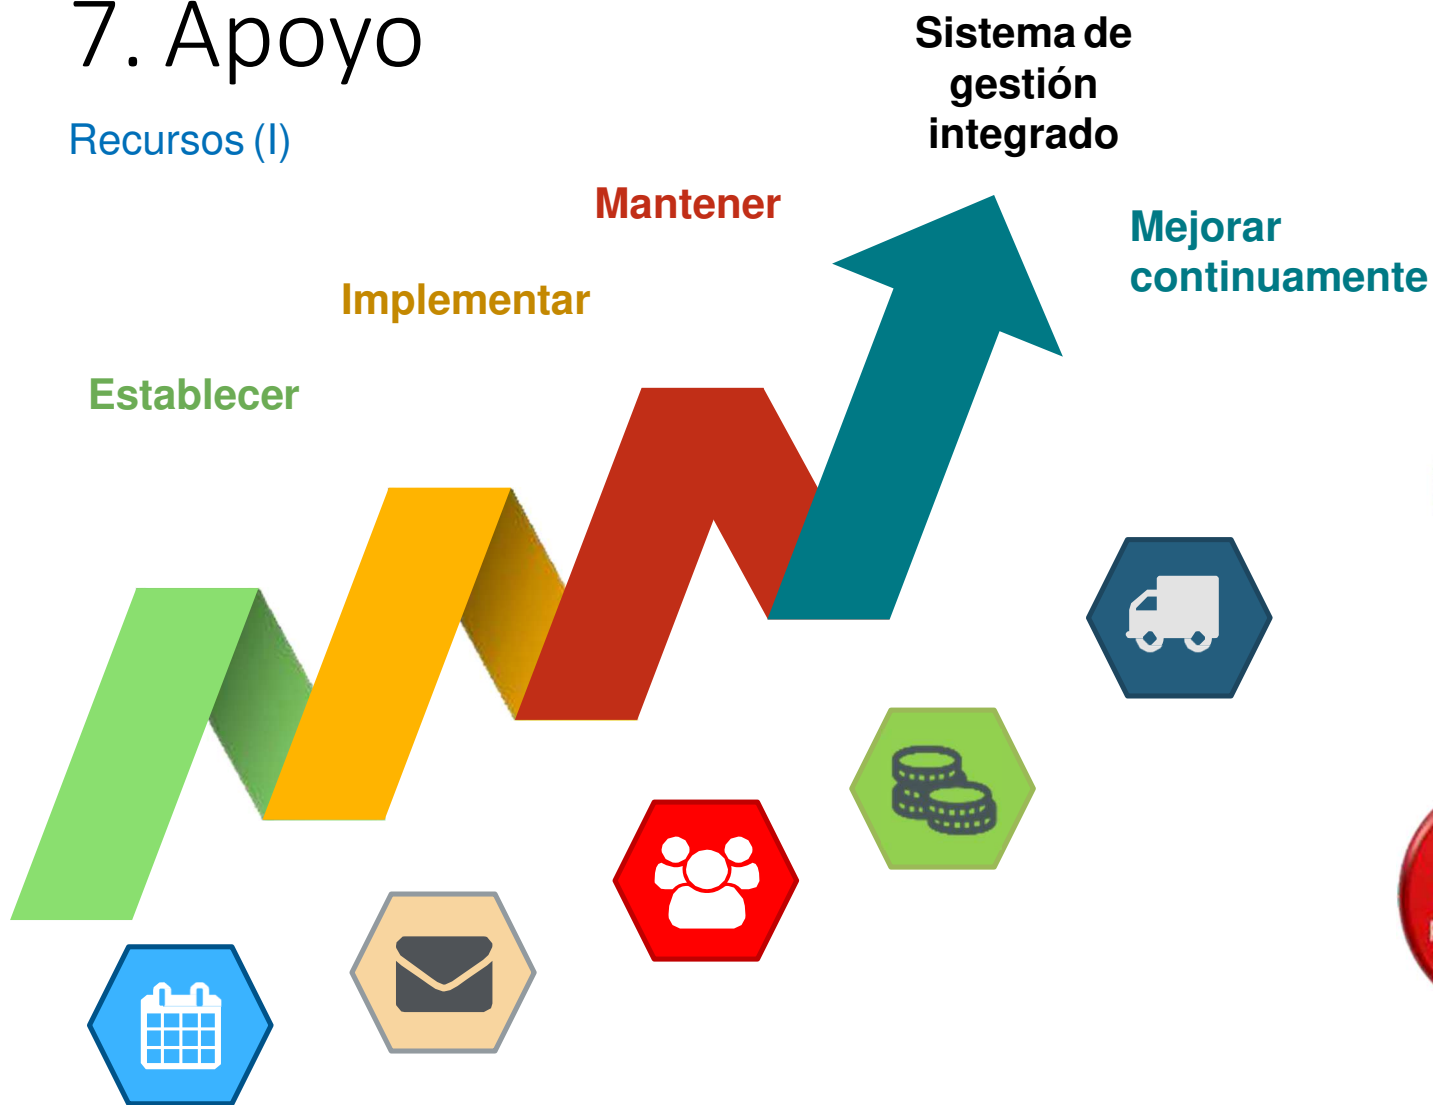 7. Apoyo
Recursos (I)
Sistema de
gestión
integrado
Mantener
Mejorar
continuamente
Implementar
Establecer